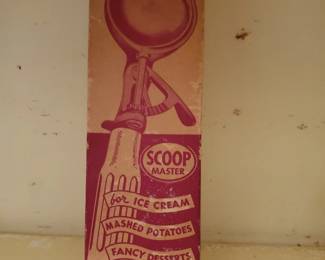 SCOOP
MASTER
for ICE CREAM
MASHED POTATOES
FANCY DESSERTS